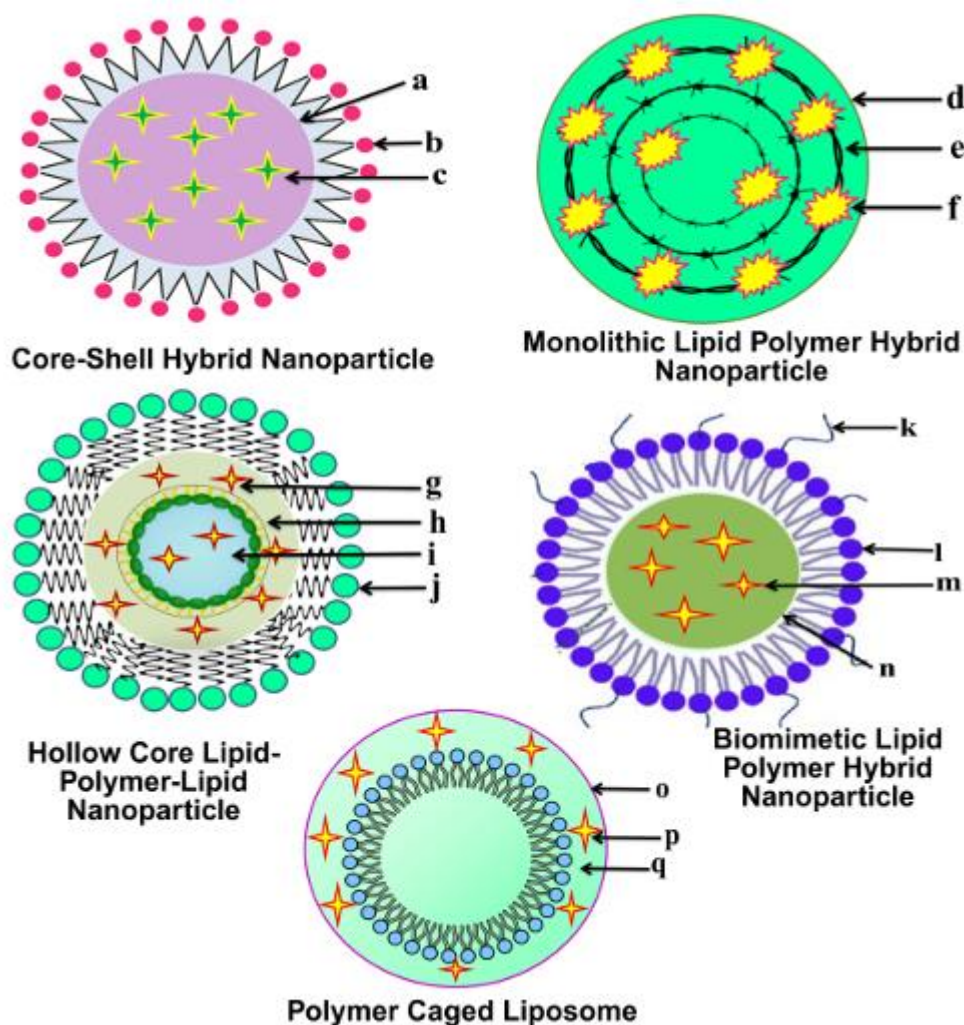 a
b
c
Core-Shell Hybrid Nanoparticle
d
e
f
Monolithic Lipid Polymer Hybrid
Nanoparticle
g
h
i
j
Hollow Core Lipid-
Polymer-Lipid
Nanoparticle
k
l
m
n
Biomimetic Lipid
Polymer Hybrid
Nanoparticle
o
p
q
Polymer Caged Liposome